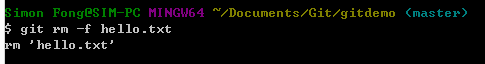 Simon Fong@SIM-PC MINGW64 ~/Documents/Git/gitdemo (master)
$ git rm -f hello.txt
rm 'hello.txt'